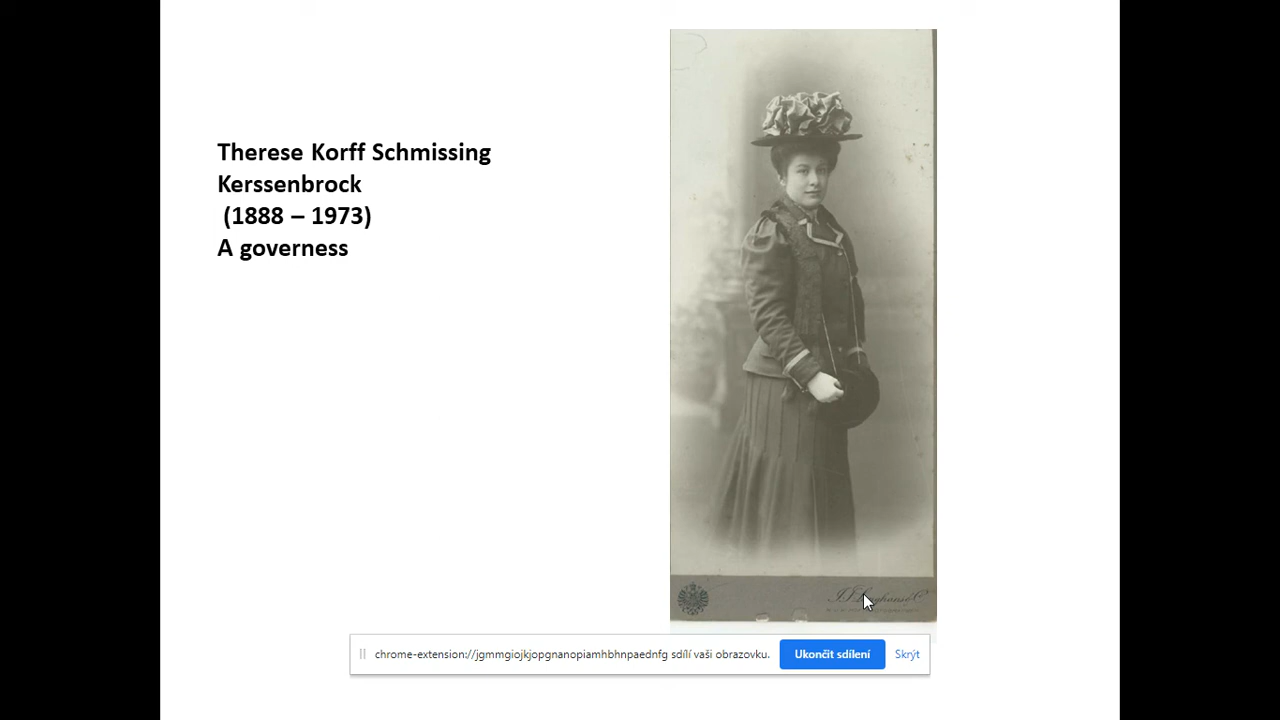 Therese Korff Schmissing
Kerssenbrock
(1888 – 1973)
A governess
chrome-extension://jgmmgiojkjopgnanopiamhbhnpaednfg sdílí vaši obrazovku.
Ukončit sdílení
Skrýt